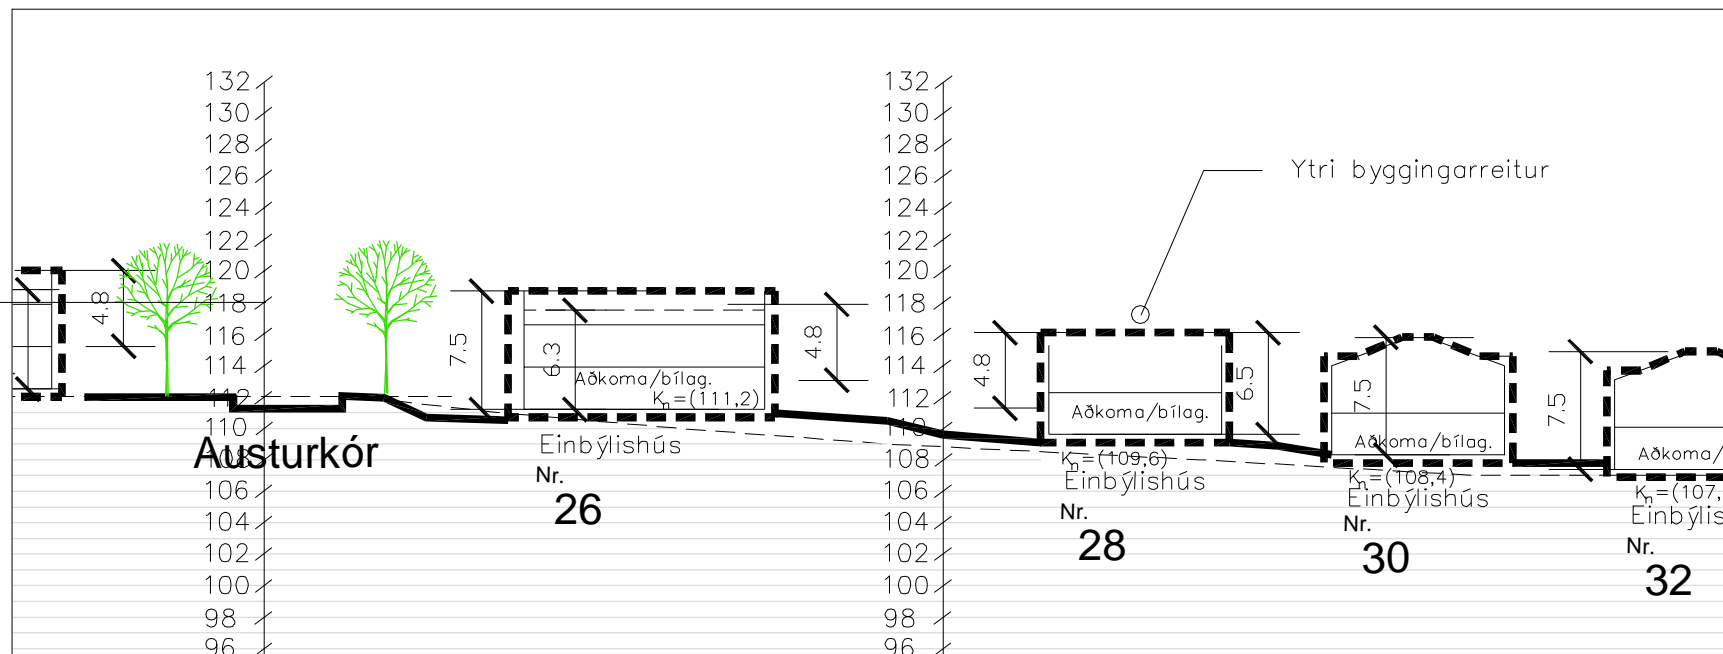 132
130
128
126
124
122
120
118
116
114
112
110
108
106
104
102
100
98
96
132
130
128
126
124
122
120
118
116
114
112
110
108
106
104
102
100
98
96
Ytri byggingarreitur
4.8
Austurkór
7.5
6.3
4.8
Aðkoma/bílag.
Kn=(111,2)
Einbýlishús
Nr.
26
4.8
6.5
Aðkoma/bílag.
Kn=(109,6)
Einbýlishús
Nr.
28
7.5
Aðkoma/bílag.
Kn=(108,4)
Einbýlishús
Nr.
30
7.5
Aðkoma/
Kn=(107,
Einbýlis
Nr.
32